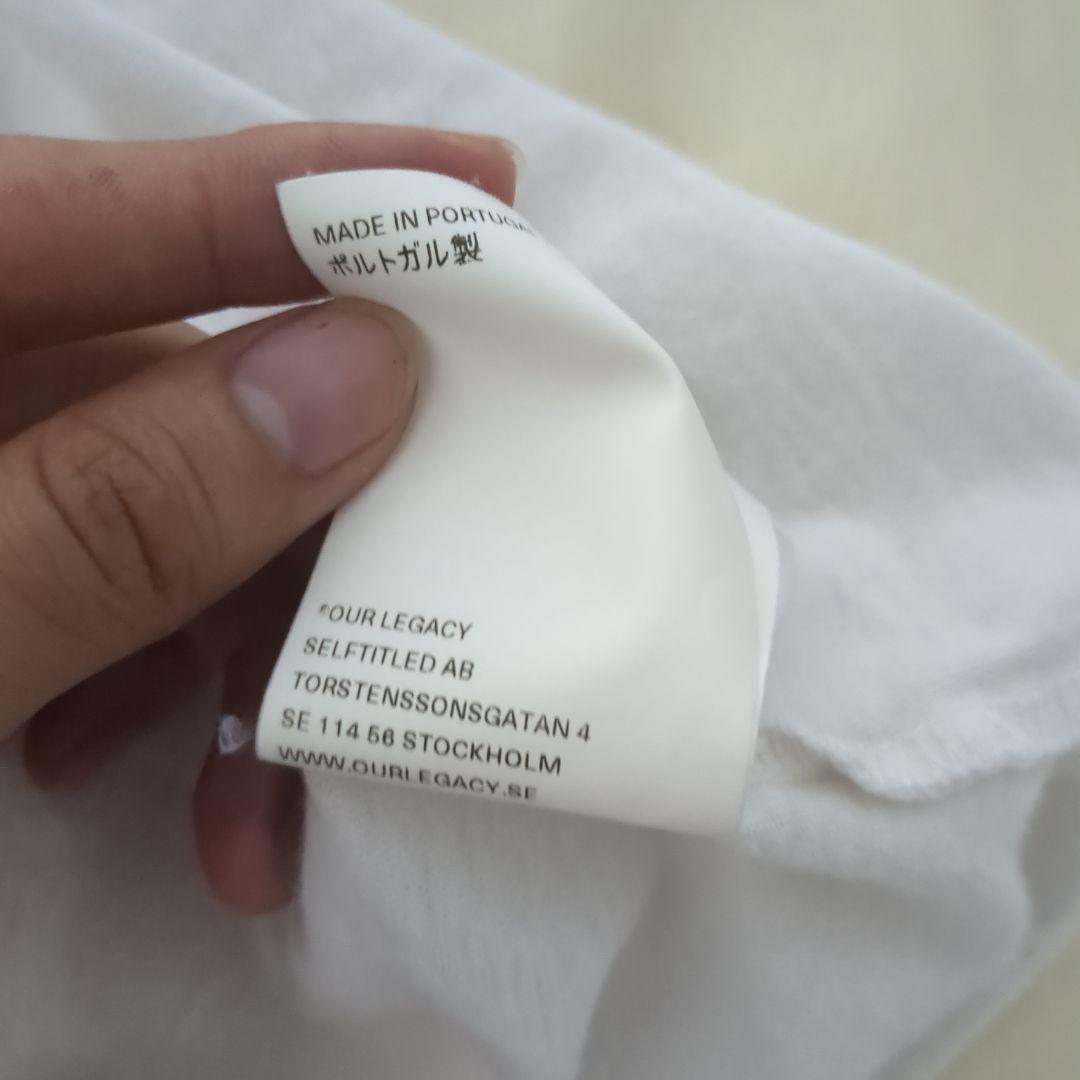 MADE IN PORTUGAL
ポルトガル製
®OUR LEGACY
SELFTITLED AB
TORSTENSSONSGATAN 4
SE 114 56 STOCKHOLM
WWW.OURLEGACY.SE